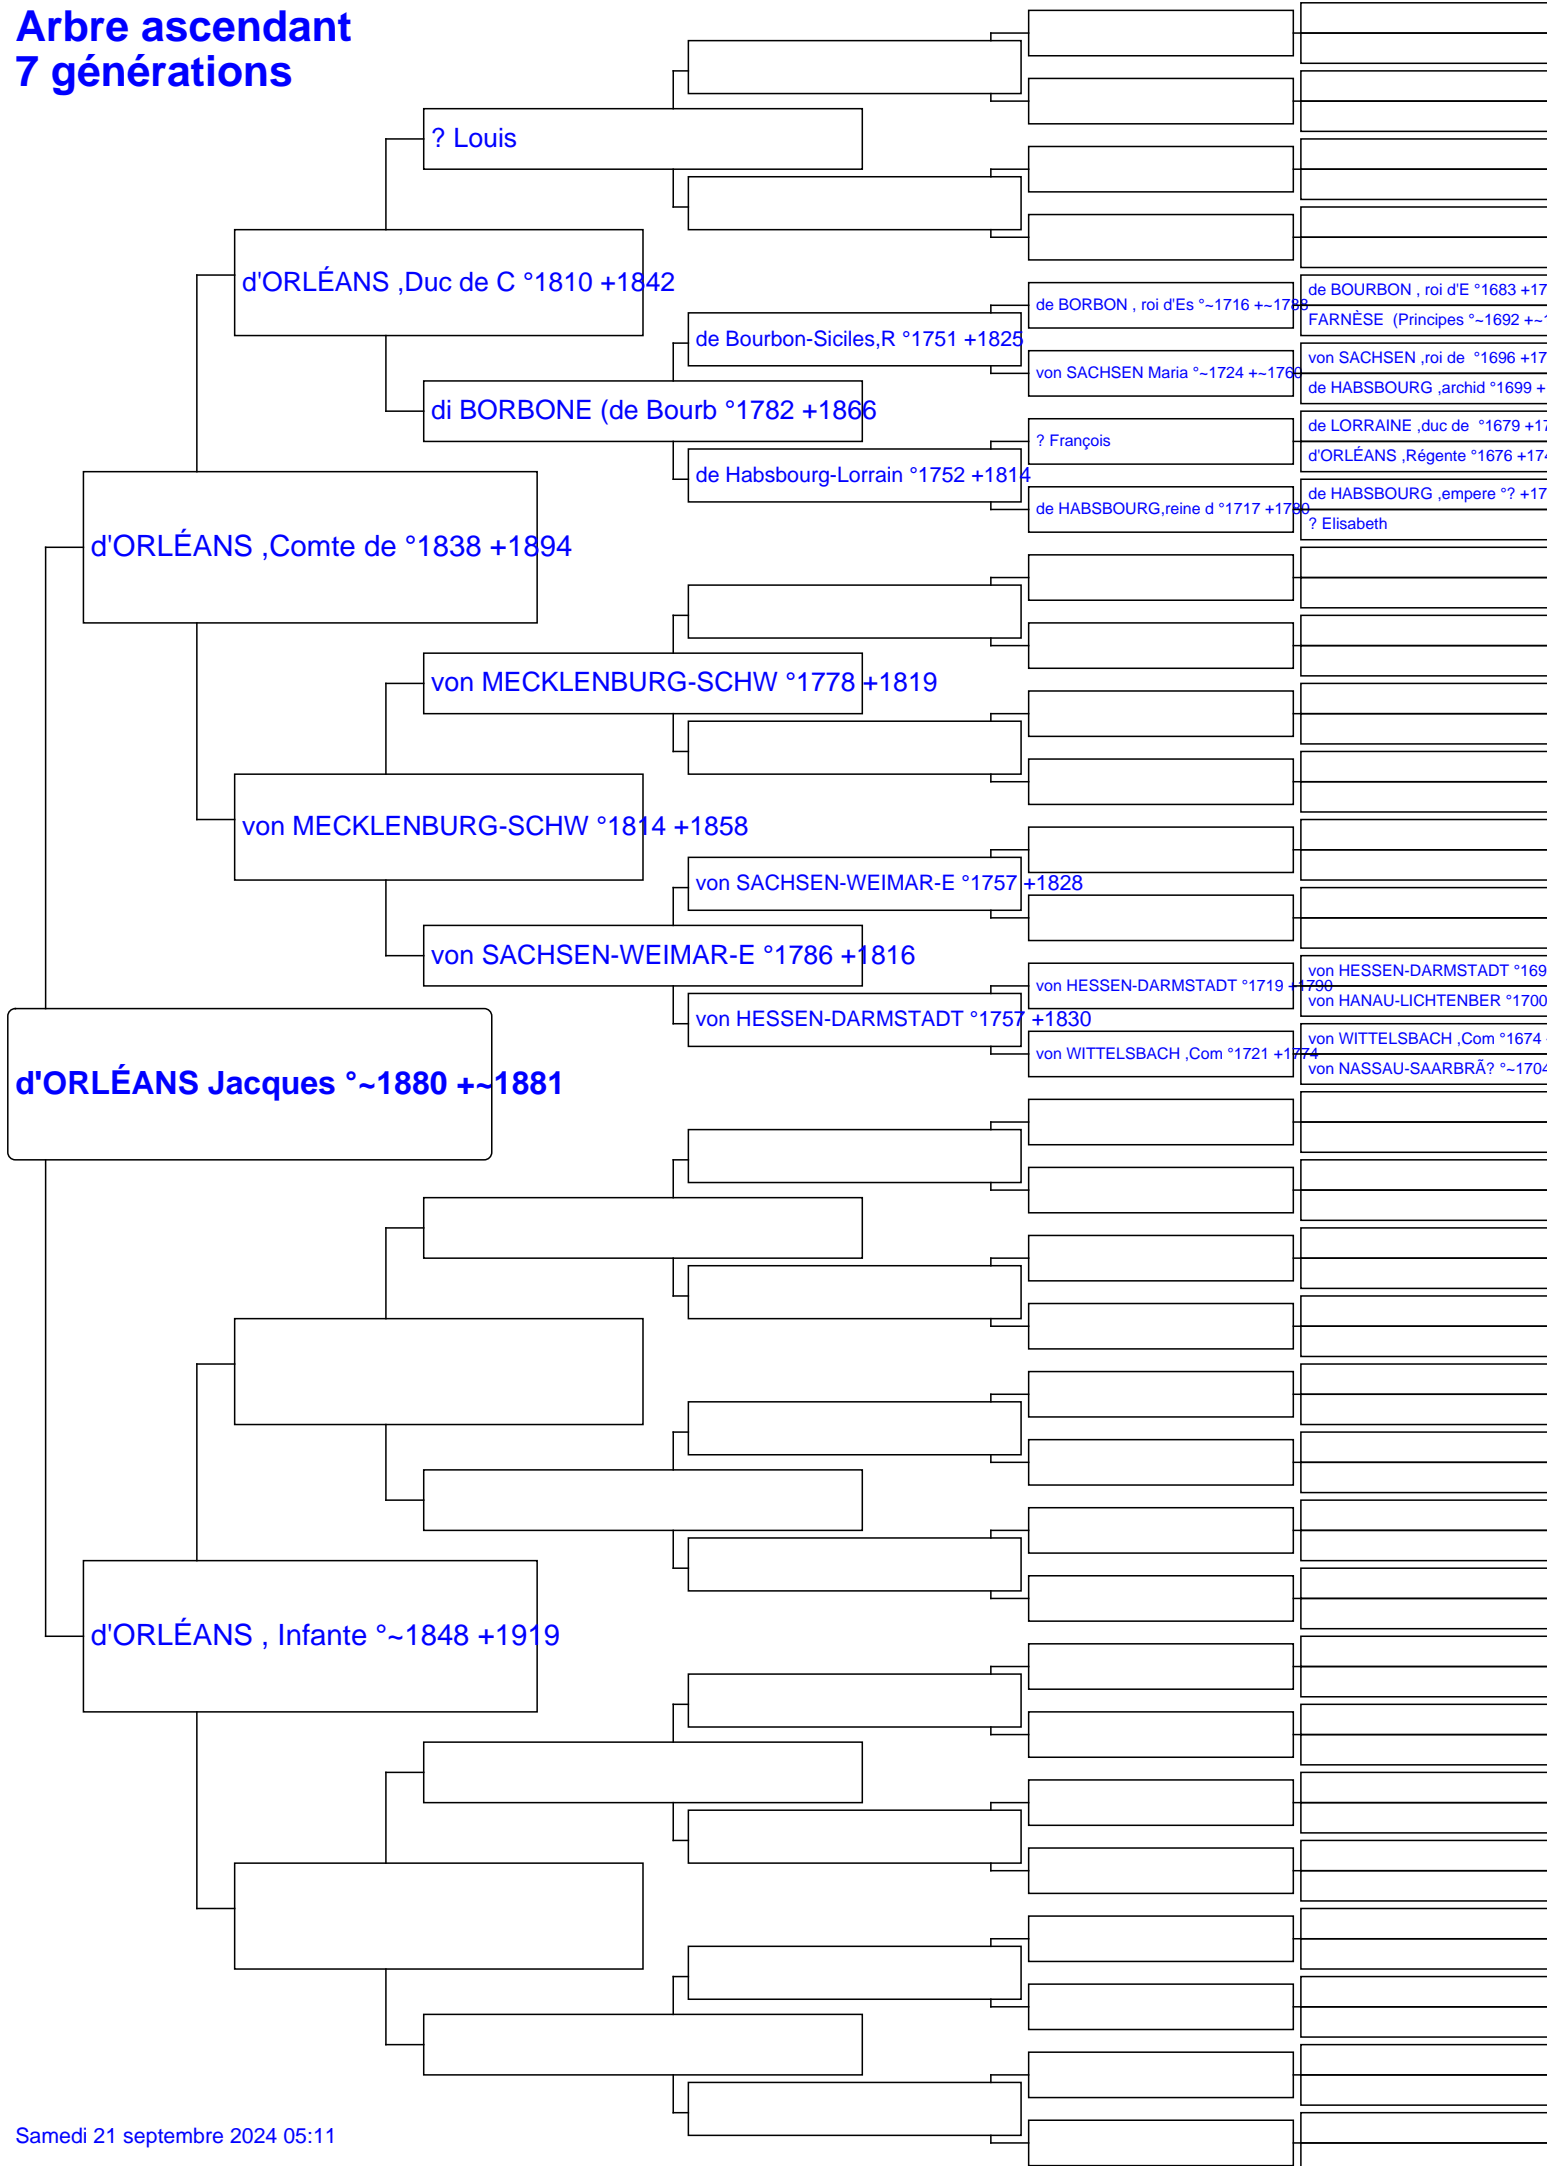 Arbre ascendant
7 générations
? Louis
d'ORLÉANS ,Duc de C °1810 +1842
de BORBON , roi d'Es °~1716 +~1788
de BOURBON , roi d'E °1683 +17
FARNÈSE (Principes °~1692 +~1
de Bourbon-Siciles,R °1751 +1825
von SACHSEN Maria °~1724 +~1760
von SACHSEN ,roi de °1696 +17
de HABSBOURG ,archid °1699 +
di BORBONE (de Bourb °1782 +1866
? François
de LORRAINE ,duc de °1679 +17
d'ORLÉANS ,Régente °1676 +174
de Habsbourg-Lorrain °1752 +1814
de HABSBOURG,reine d °1717 +1780
de HABSBOURG ,empere °? +17
? Elisabeth
d'ORLÉANS ,Comte de °1838 +1894
von MECKLENBURG-SCHW °1778 +1819
von MECKLENBURG-SCHW °1814 +1858
von SACHSEN-WEIMAR-E °1757 +1828
von SACHSEN-WEIMAR-E °1786 +1816
von HESSEN-DARMSTADT °1719 +1790
von HESSEN-DARMSTADT °169
von HANAU-LICHTENBER °1700
von HESSEN-DARMSTADT °1757 +1830
von WITTELSBACH ,Com °1721 +1774
von WITTELSBACH ,Com °1674
von NASSAU-SAARBRÃ? °~1704
d'ORLÉANS Jacques °~1880 +~1881
d'ORLÉANS , Infante °~1848 +1919
Samedi 21 septembre 2024 05:11